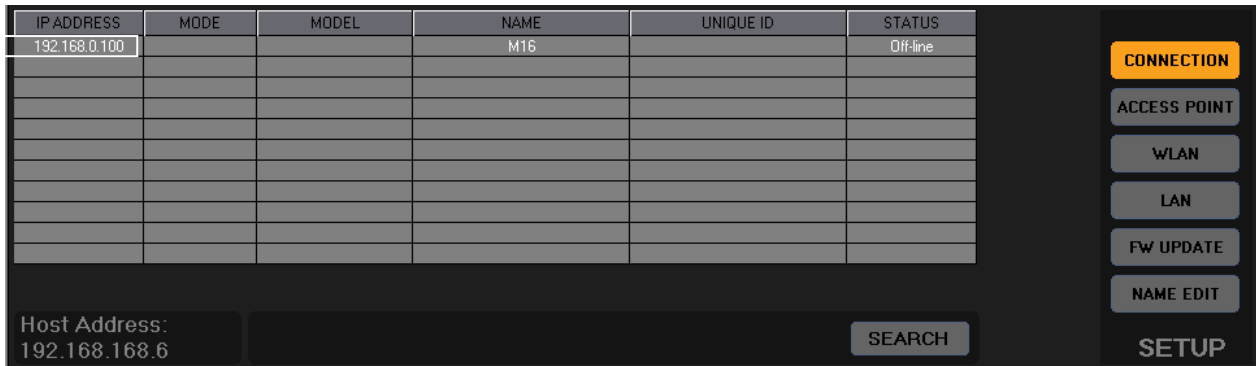 IP ADDRESS MODE MODEL NAME UNIQUE ID STATUS
192.168.0.100 M16 Off-line
CONNECTION
ACCESS POINT
WLAN
LAN
FW UPDATE
NAME EDIT
Host Address:
192.168.168.6
SEARCH
SETUP